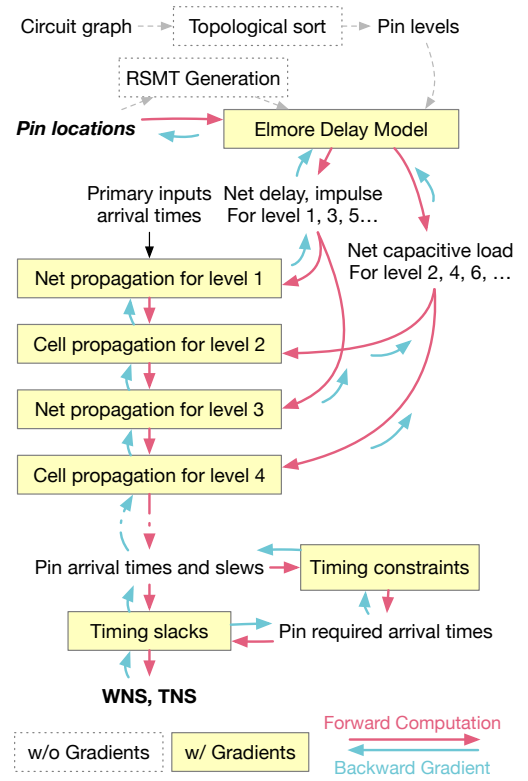 Circuit graph
Topological sort
Pin levels
RSMT Generation
Pin locations
Elmore Delay Model
Primary inputs
arrival times
Net delay, impulse
For level 1, 3, 5...
Net capacitive load
For level 2, 4, 6, ...
Net propagation for level 1
Cell propagation for level 2
Net propagation for level 3
Cell propagation for level 4
Pin arrival times and slews
Timing constraints
Timing slacks
Pin required arrival times
WNS, TNS
w/o Gradients
w/ Gradients
Forward Computation
Backward Gradient